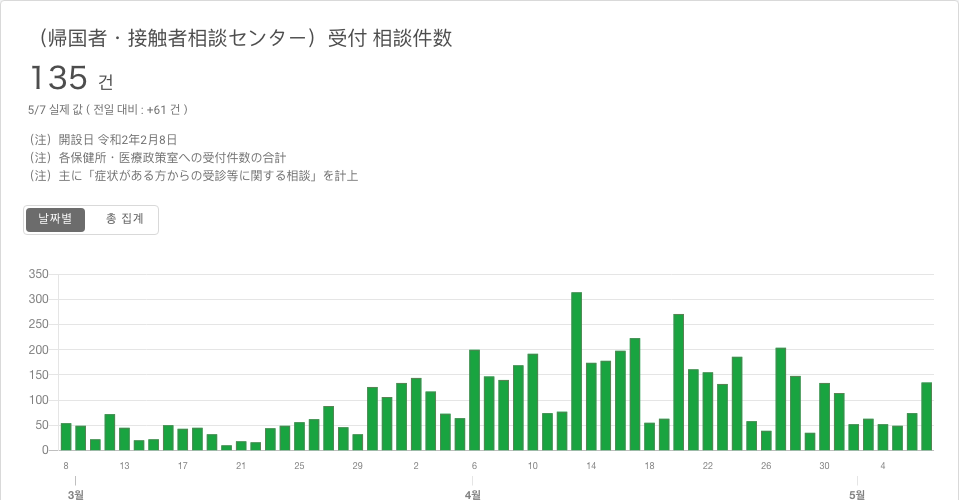 （帰国者・接触者相談センター）受付 相談件数
135 건
5/7 실제 값 ( 전일 대비 : +61 건 )
（注）開設日 令和2年2月8日
（注）各保健所・医療政策室への受付件数の合計
（注）主に「症状がある方からの受診等に関する相談」を計上
날짜별 총 집계
350
300
250
200
150
100
50
0
8 13 17 21 25 29 2 6 10 14 18 22 26 30 4
3월 4월 5월